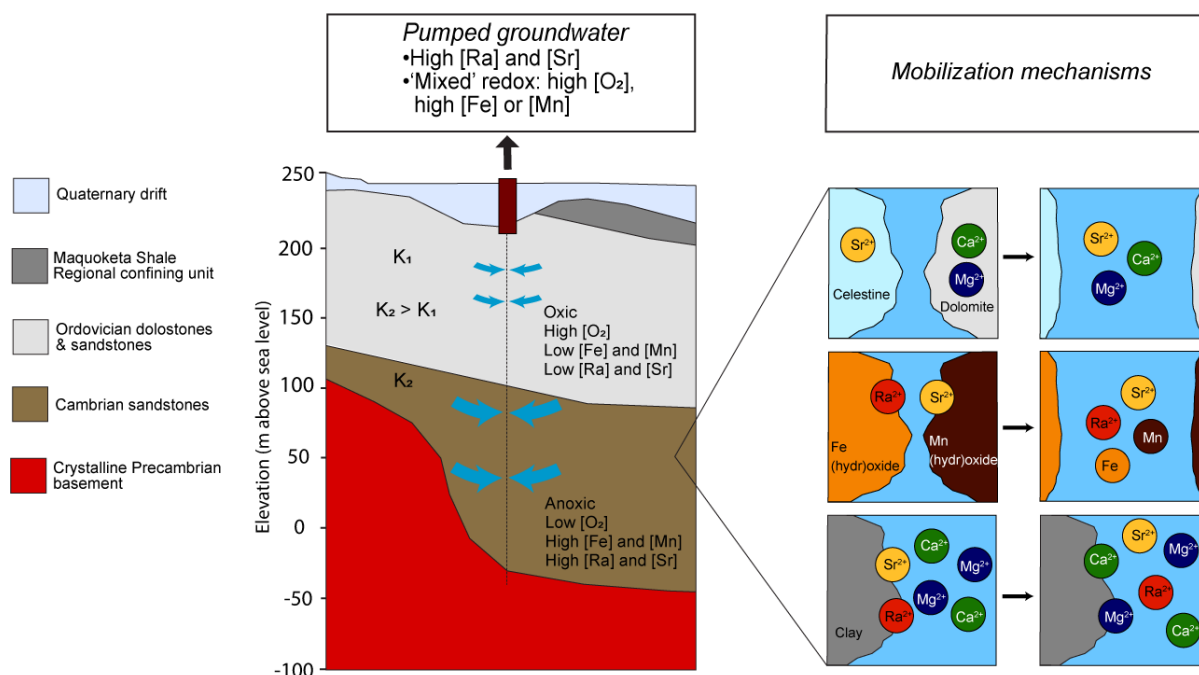 Pumped groundwater
•High [Ra] and [Sr]
•‘Mixed’ redox: high [O₂],
high [Fe] or [Mn]
Mobilization mechanisms
Quaternary drift
Maquoketa Shale
Regional confining unit
Ordovician dolostones
& sandstones
Cambrian sandstones
Crystalline Precambrian
basement
Elevation (m above sea level)
250
200
150
100
50
0
-50
-100
K₁
K₂ > K₁
K₂
Oxic
High [O₂]
Low [Fe] and [Mn]
Low [Ra] and [Sr]
Anoxic
Low [O₂]
High [Fe] and [Mn]
High [Ra] and [Sr]
Sr²⁺
Ca²⁺
Mg²⁺
Celestine
Dolomite
Sr²⁺
Ca²⁺
Mg²⁺
Ra²⁺
Sr²⁺
Fe
(hydr)oxide
Mn
(hydr)oxide
Sr²⁺
Ra²⁺
Mn
Fe
Ca²⁺
Sr²⁺
Mg²⁺
Mg²⁺
Ra²⁺
Ca²⁺
Clay
Sr²⁺
Mg²⁺
Ca²⁺
Ra²⁺
Mg²⁺
Ca²⁺